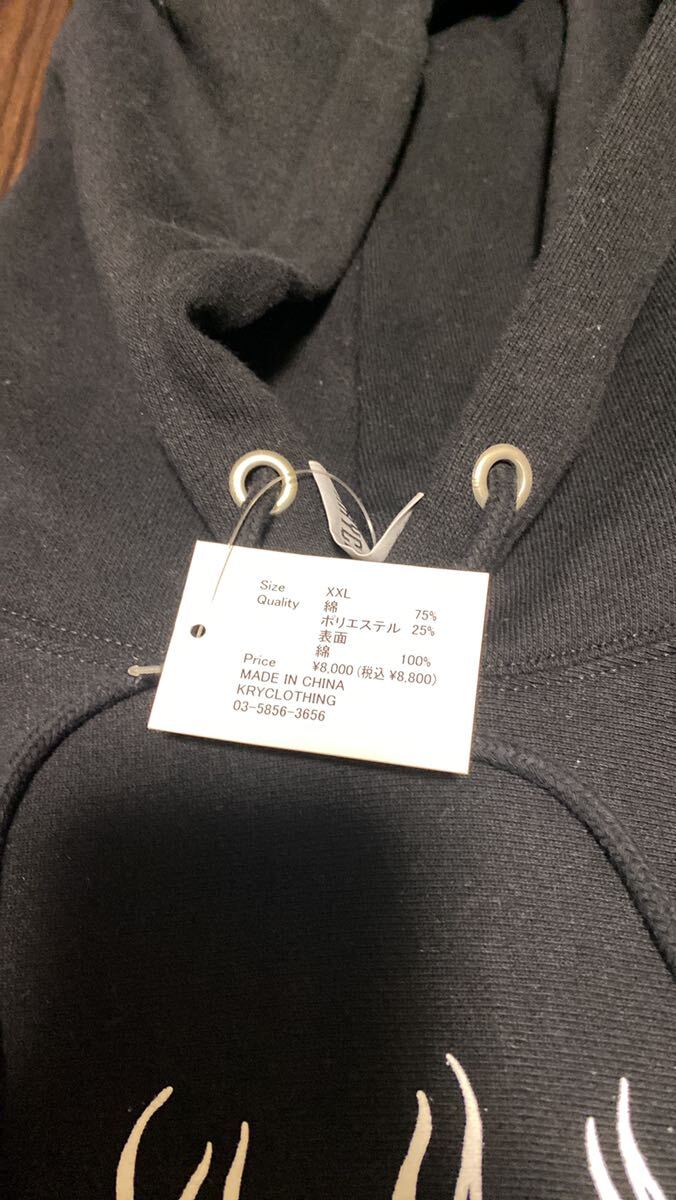 Size XXL
Quality 綿 75%
ポリエステル 25%
表面
綿 100%
Price ¥8,000(税込 ¥8,800)
MADE IN CHINA
KRYCLOTHING
03-5856-3656